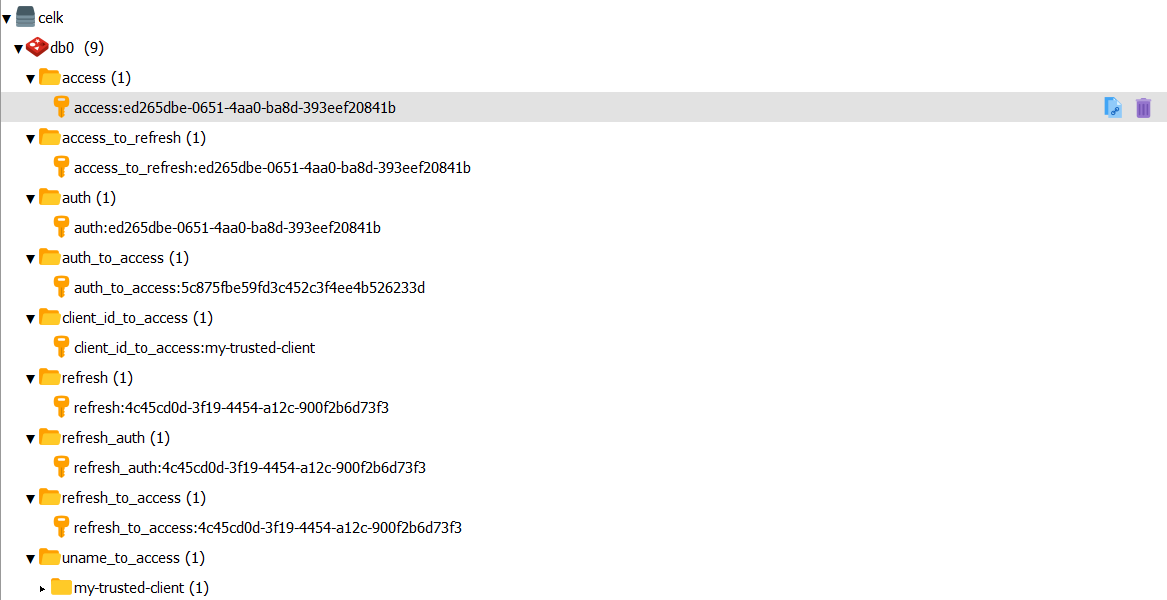 celk
db0 (9)
access (1)
access:ed265dbe-0651-4aa0-ba8d-393eef20841b
access_to_refresh (1)
access_to_refresh:ed265dbe-0651-4aa0-ba8d-393eef20841b
auth (1)
auth:ed265dbe-0651-4aa0-ba8d-393eef20841b
auth_to_access (1)
auth_to_access:5c875fbe59fd3c452c3f4ee4b526233d
client_id_to_access (1)
client_id_to_access:my-trusted-client
refresh (1)
refresh:4c45cd0d-3f19-4454-a12c-900f2b6d73f3
refresh_auth (1)
refresh_auth:4c45cd0d-3f19-4454-a12c-900f2b6d73f3
refresh_to_access (1)
refresh_to_access:4c45cd0d-3f19-4454-a12c-900f2b6d73f3
uname_to_access (1)
my-trusted-client (1)